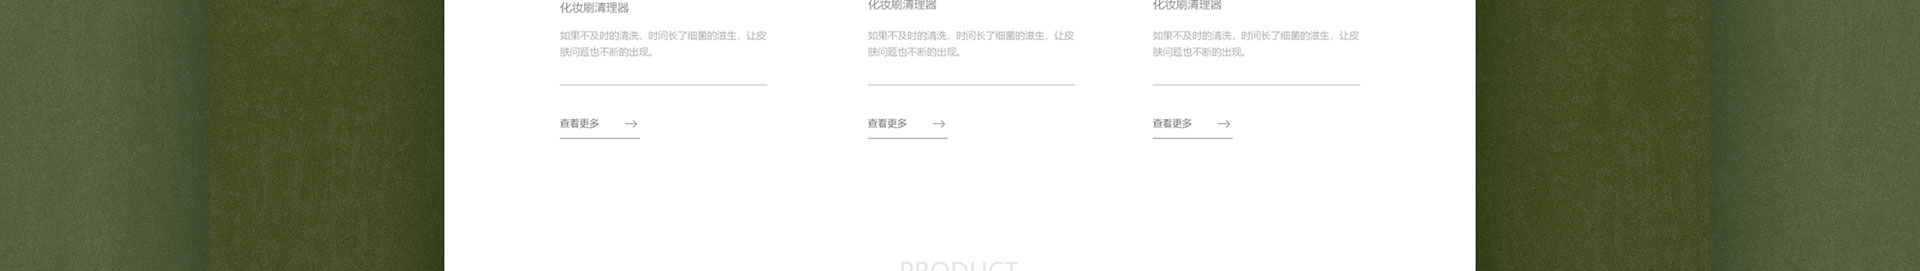 化妆刷清理器
如果不及时的清洗，时间长了细菌的滋生，让皮
肤问题也不断的出现。
查看更多
化妆刷清理器
如果不及时的清洗，时间长了细菌的滋生，让皮
肤问题也不断的出现。
查看更多
化妆刷清理器
如果不及时的清洗，时间长了细菌的滋生，让皮
肤问题也不断的出现。
查看更多
PRODUCT